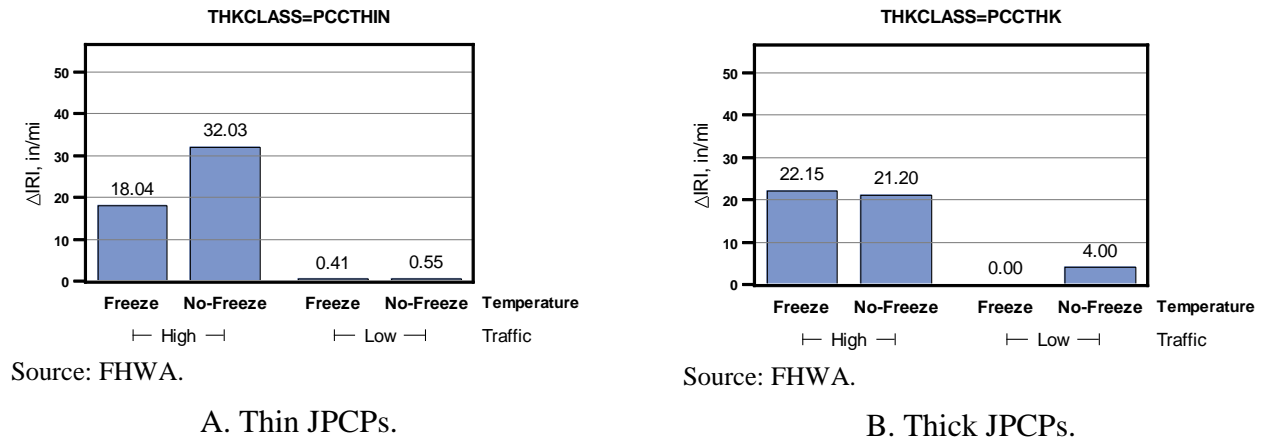 THKCLASS=PCCTHIN
△IRI, in/mi
50
40
30
20
10
0
18.04
32.03
0.41
0.55
Freeze No-Freeze Freeze No-Freeze Temperature
High Low Traffic
Source: FHWA.
A. Thin JPCPs.
THKCLASS=PCCTHK
△IRI, in/mi
50
40
30
20
10
0
22.15
21.20
0.00
4.00
Freeze No-Freeze Freeze No-Freeze Temperature
High Low Traffic
Source: FHWA.
B. Thick JPCPs.